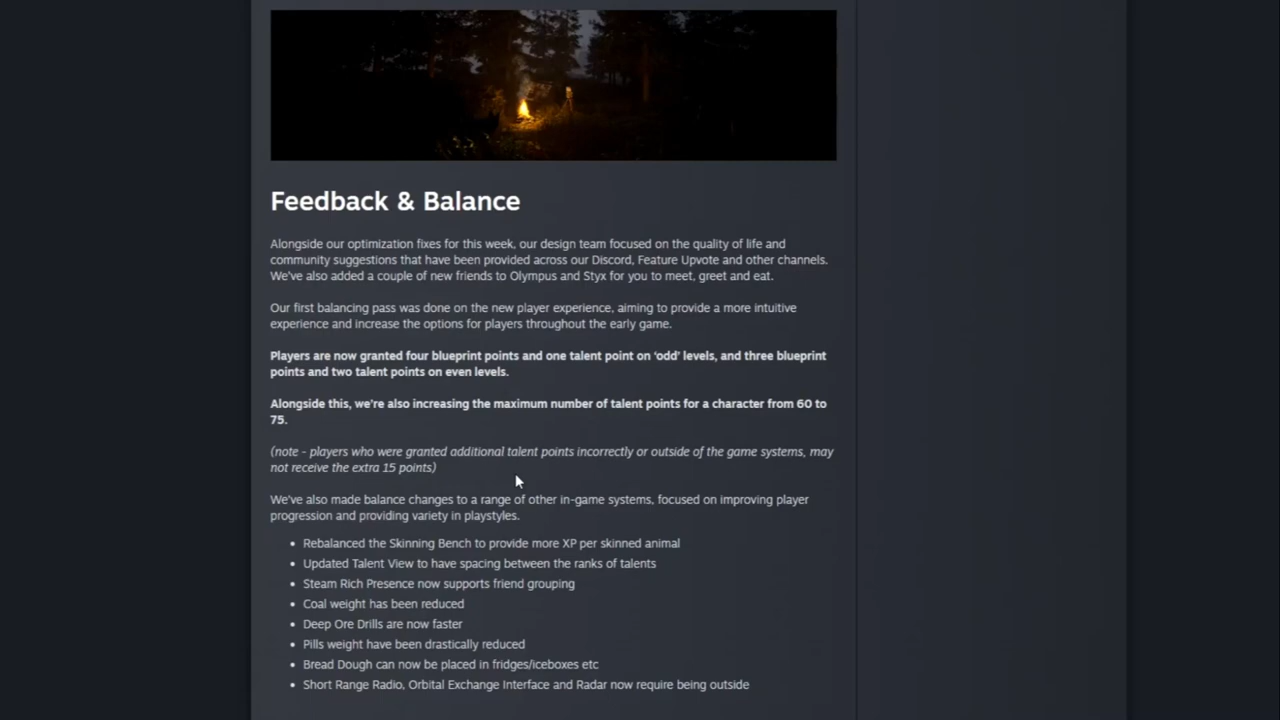 Feedback & Balance
Alongside our optimization fixes for this week, our design team focused on the quality of life and
community suggestions that have been provided across our Discord, Feature Upvote and other channels.
We've also added a couple of new friends to Olympus and Styx for you to meet, greet and eat.
Our first balancing pass was done on the new player experience, aiming to provide a more intuitive
experience and increase the options for players throughout the early game.
Players are now granted four blueprint points and one talent point on ‘odd’ levels, and three blueprint
points and two talent points on even levels.
Alongside this, we're also increasing the maximum number of talent points for a character from 60 to
75.
(note - players who were granted additional talent points incorrectly or outside of the game systems, may
not receive the extra 15 points)
We've also made balance changes to a range of other in-game systems, focused on improving player
progression and providing variety in playstyles.
• Rebalanced the Skinning Bench to provide more XP per skinned animal
• Updated Talent View to have spacing between the ranks of talents
• Steam Rich Presence now supports friend grouping
• Coal weight has been reduced
• Deep Ore Drills are now faster
• Pills weight have been drastically reduced
• Bread Dough can now be placed in fridges/iceboxes etc
• Short Range Radio, Orbital Exchange Interface and Radar now require being outside